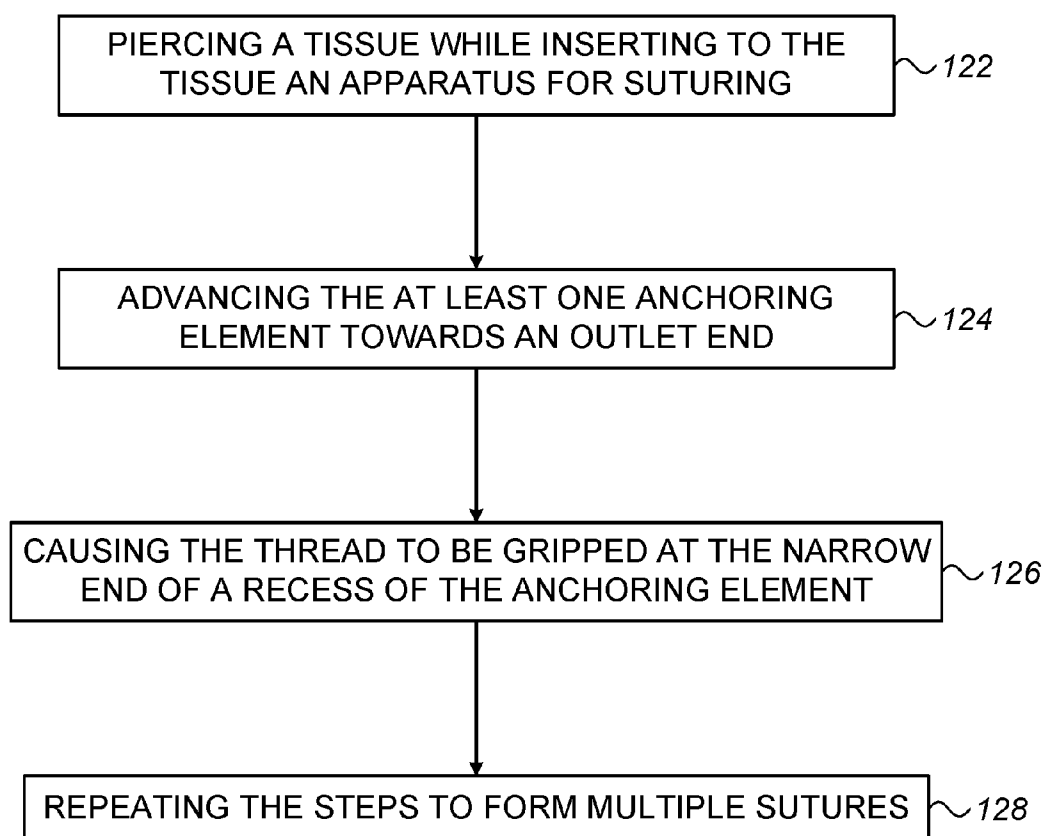 PIERCING A TISSUE WHILE INSERTING TO THE
TISSUE AN APPARATUS FOR SUTURING
122
ADVANCING THE AT LEAST ONE ANCHORING
ELEMENT TOWARDS AN OUTLET END
124
CAUSING THE THREAD TO BE GRIPPED AT THE NARROW
END OF A RECESS OF THE ANCHORING ELEMENT
126
REPEATING THE STEPS TO FORM MULTIPLE SUTURES
128